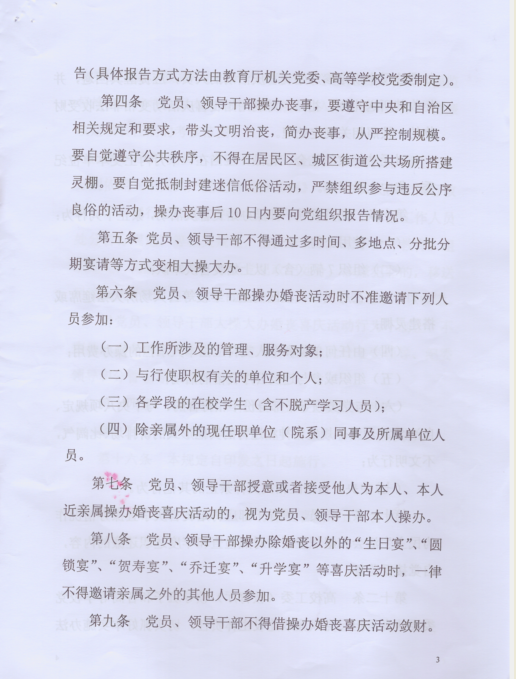 告（具体报告方式方法由教育厅机关党委、高等学校党委制定）。
第四条 党员、领导干部操办丧事，要遵守中央和自治区
相关规定和要求，带头文明治丧，简办丧事，从严控制规模。
要自觉遵守公共秩序，不得在居民区、城区街道公共场所搭建
灵棚。要自觉抵制封建迷信低俗活动，严禁组织参与违反公序
良俗的活动，操办丧事后 10 日内要向党组织报告情况。
第五条 党员、领导干部不得通过多时间、多地点、分批分
期宴请等方式变相大操大办。
第六条 党员、领导干部操办婚丧活动时不准邀请下列人
员参加：
（一）工作所涉及的管理、服务对象；
（二）与行使职权有关的单位和个人；
（三）各学段的在校学生（含不脱产学习人员）；
（四）除亲属外的现任职单位（院系）同事及所属单位人
员。
第七条 党员、领导干部授意或者接受他人为本人、本人
近亲属操办婚丧喜庆活动的，视为党员、领导干部本人操办。
第八条 党员、领导干部操办除婚丧以外的“生日宴”、“圆
锁宴”、“贺寿宴”、“乔迁宴”、“升学宴” 等喜庆活动时，一律
不得邀请亲属之外的其他人员参加。
第九条 党员、领导干部不得借操办婚丧喜庆活动敛财。
3